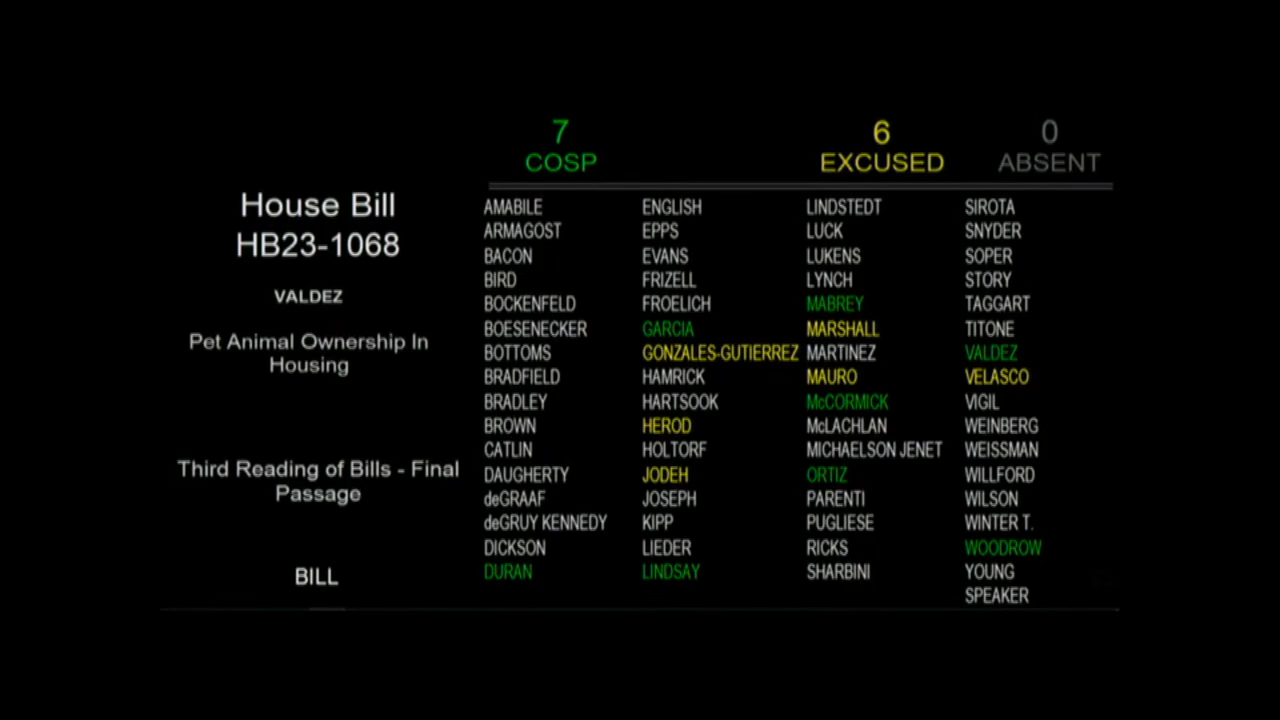 7 6 0
COSP EXCUSED ABSENT
House Bill
HB23-1068
VALDEZ
Pet Animal Ownership In
Housing
Third Reading of Bills - Final
Passage
BILL
AMABILE ENGLISH LINDSTEDT SIROTA
ARMAGOST EPPS LUCK SNYDER
BACON EVANS LUKENS SOPER
BIRD FRIZELL LYNCH STORY
BOCKENFELD FROELICH MABREY TAGGART
BOESENECKER GARCIA MARSHALL TITONE
BOTTOMS GONZALES-GUTIERREZ MARTINEZ VALDEZ
BRADFIELD HAMRICK MAURO VELASCO
BRADLEY HARTSOOK McCORMICK VIGIL
BROWN HEROD McLACHLAN WEINBERG
CATLIN HOLTORF MICHAELSON JENET WEISSMAN
DAUGHERTY JODEH ORTIZ WILLFORD
deGRAAF JOSEPH PARENTI WILSON
deGRUY KENNEDY KIPP PUGLIESE WINTER T.
DICKSON LIEDER RICKS WOODROW
DURAN LINDSAY SHARBINI YOUNG
SPEAKER